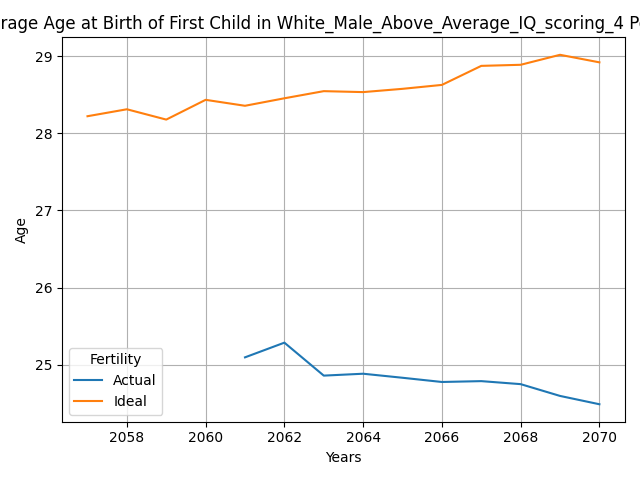 rage Age at Birth of First Child in White_Male_Above_Average_IQ_scoring_4 P
29
28
27
26
25
Age
Fertility
Actual
Ideal
2058 2060 2062 2064 2066 2068 2070
Years